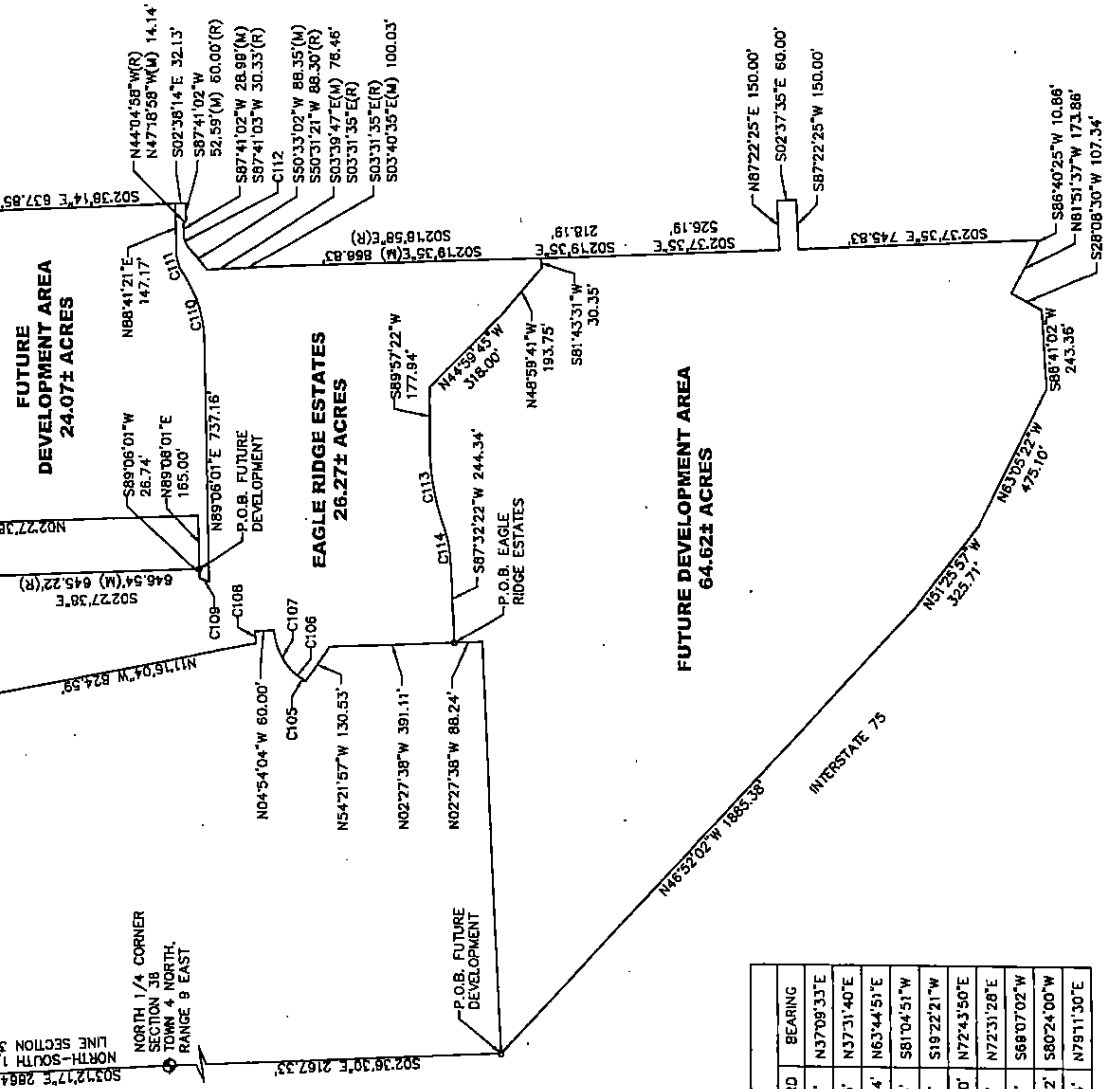 S02°38'14"E 637.85'
N44°04'58"W(R)
N47°18'58"W(M) 14.14'
S02°38'14"E 32.13'
S87°41'02"W
52.59'(M) 60.00'(R)
S87°41'02"W 28.99'(M)
S87°41'03"W 30.33'(R)
C112
S50°33'02"W 88.35'(M)
S50°31'21"W 88.30'(R)
S03°39'47"E(M) 76.46'
S03°31'35"E(R)
S03°31'35"E(R)
S03°40'35"E(M) 100.03'
FUTURE
DEVELOPMENT AREA
24.07± ACRES
N88°41'21"E
147.17'
C111
C110
N02°27'38
S89°06'01"W
26.74'
N89°08'01"E
165.00'
N89°06'01"E 737.16'
P.O.B. FUTURE
DEVELOPMENT
S02°27'38"E
646.54'(M) 645.22'(R)
C109
C108
N11°16'04"W 824.59'
EAGLE RIDGE ESTATES
26.27± ACRES
S02°19'35"E(M) 868.83'
S02°18'58"E(R)
S02°19'35"E
218.19'
S02°37'35"E
526.19'
N87°22'25"E 150.00'
S02°37'35"E 60.00'
S87°22'25"W 150.00'
S02°37'35"E 745.83'
N04°54'04"W 60.00'
C107
C106
C105
N54°21'57"W 130.53'
N02°27'38"W 391.11'
N02°27'38"W 88.24'
S89°57'22"W
177.94'
N44°59'45"W
318.00'
N48°59'41"W
193.75'
S81°43'31"W
30.35'
C113
C114
S87°32'22"W 244.34'
P.O.B. EAGLE
RIDGE ESTATES
FUTURE DEVELOPMENT AREA
64.62± ACRES
S86°40'25"W 10.86'
N61°51'37"W 173.86'
S28°08'30"W 107.34'
S88°41'02"W
243.36'
N63°05'22"W
475.10'
N51°25'57"W
325.71'
INTERSTATE 75
N46°52'02"W 1885.38'
P.O.B. FUTURE
DEVELOPMENT
S03°12'17"E 2864
NORTH-SOUTH 1
LINE SECTION 3
NORTH 1/4 CORNER
SECTION 38
TOWN 4 NORTH,
RANGE 9 EAST
S02°36'30"E 2167.33'
BEARING
N37°09'33"E
N37°31'40"E
N63°44'51"E
S81°04'51"W
S19°22'21"W
N72°43'50"E
N72°31'28"E
S68°07'02"W
S80°24'00"W
N79°11'30"E